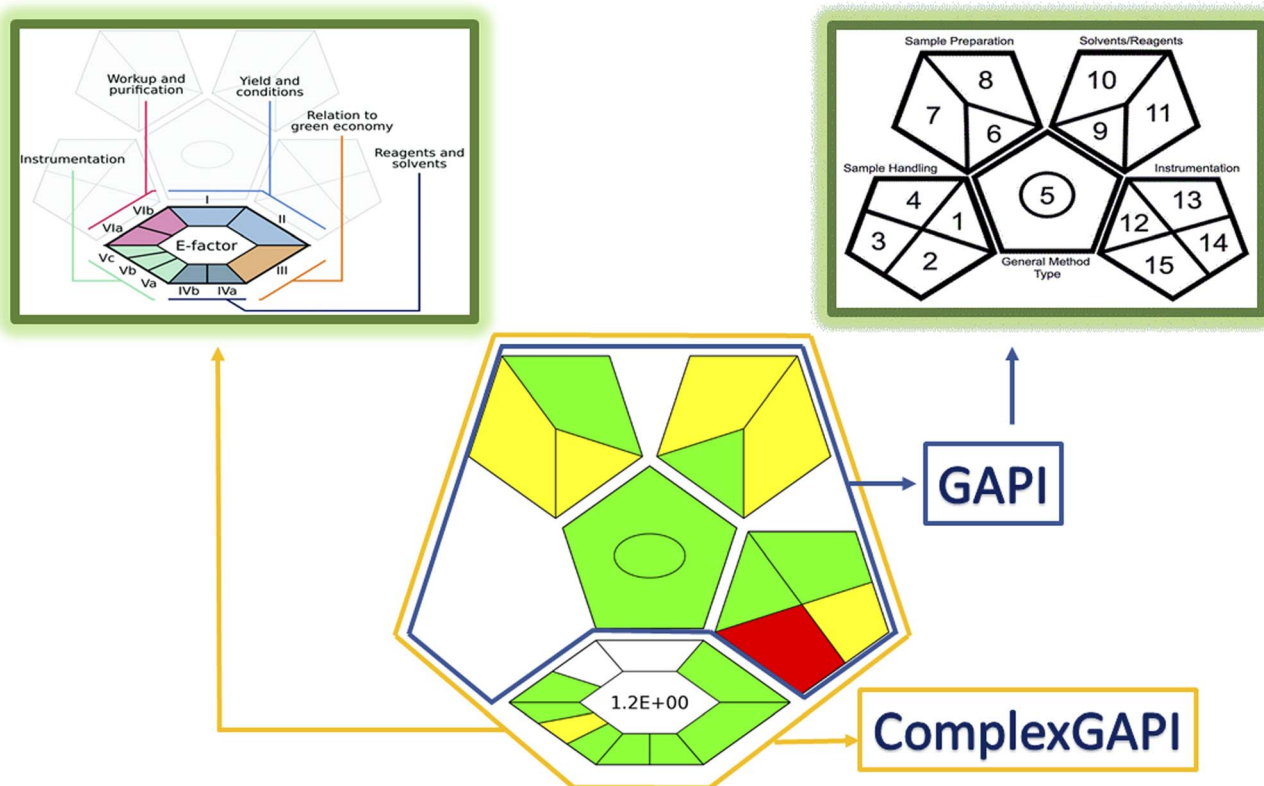 Workup and
purification
Yield and
conditions
Relation to
green economy
Instrumentation
Reagents and
solvents
I
II
III
IVa
IVb
Va
Vb
Vc
VIa
VIb
E-factor
Sample Preparation
Solvents/Reagents
8
7
6
10
9
11
Sample Handling
Instrumentation
4
1
3
2
5
13
12
14
15
General Method
Type
GAPI
1.2E+00
ComplexGAPI